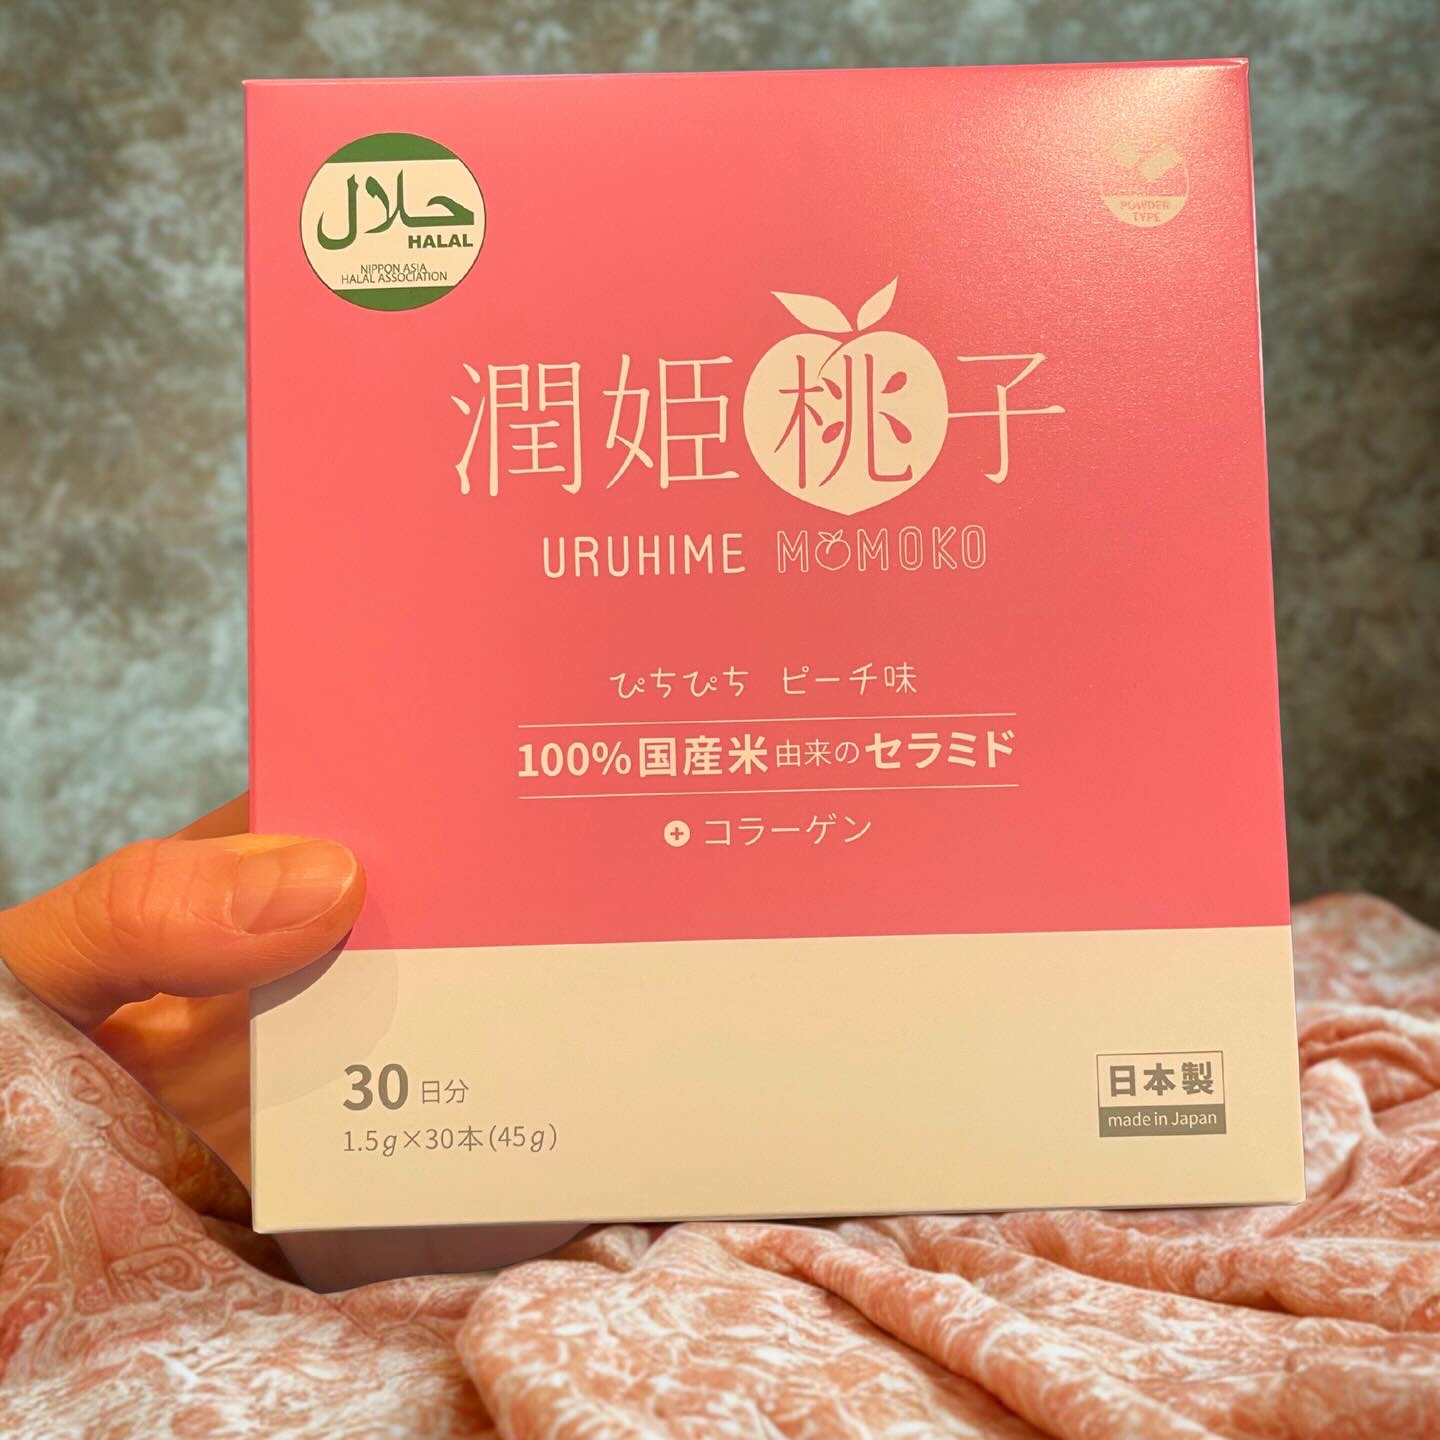 حلال
HALAL
NIPPON ASIA
HALAL ASSOCIATION
POWDER
TYPE
潤姫桃子
URUHIME MOMOKO
ぴちぴち ピーチ味
100%国産米由来のセラミド
+ コラーゲン
30日分
1.5g×30本(45g)
日本製
made in Japan